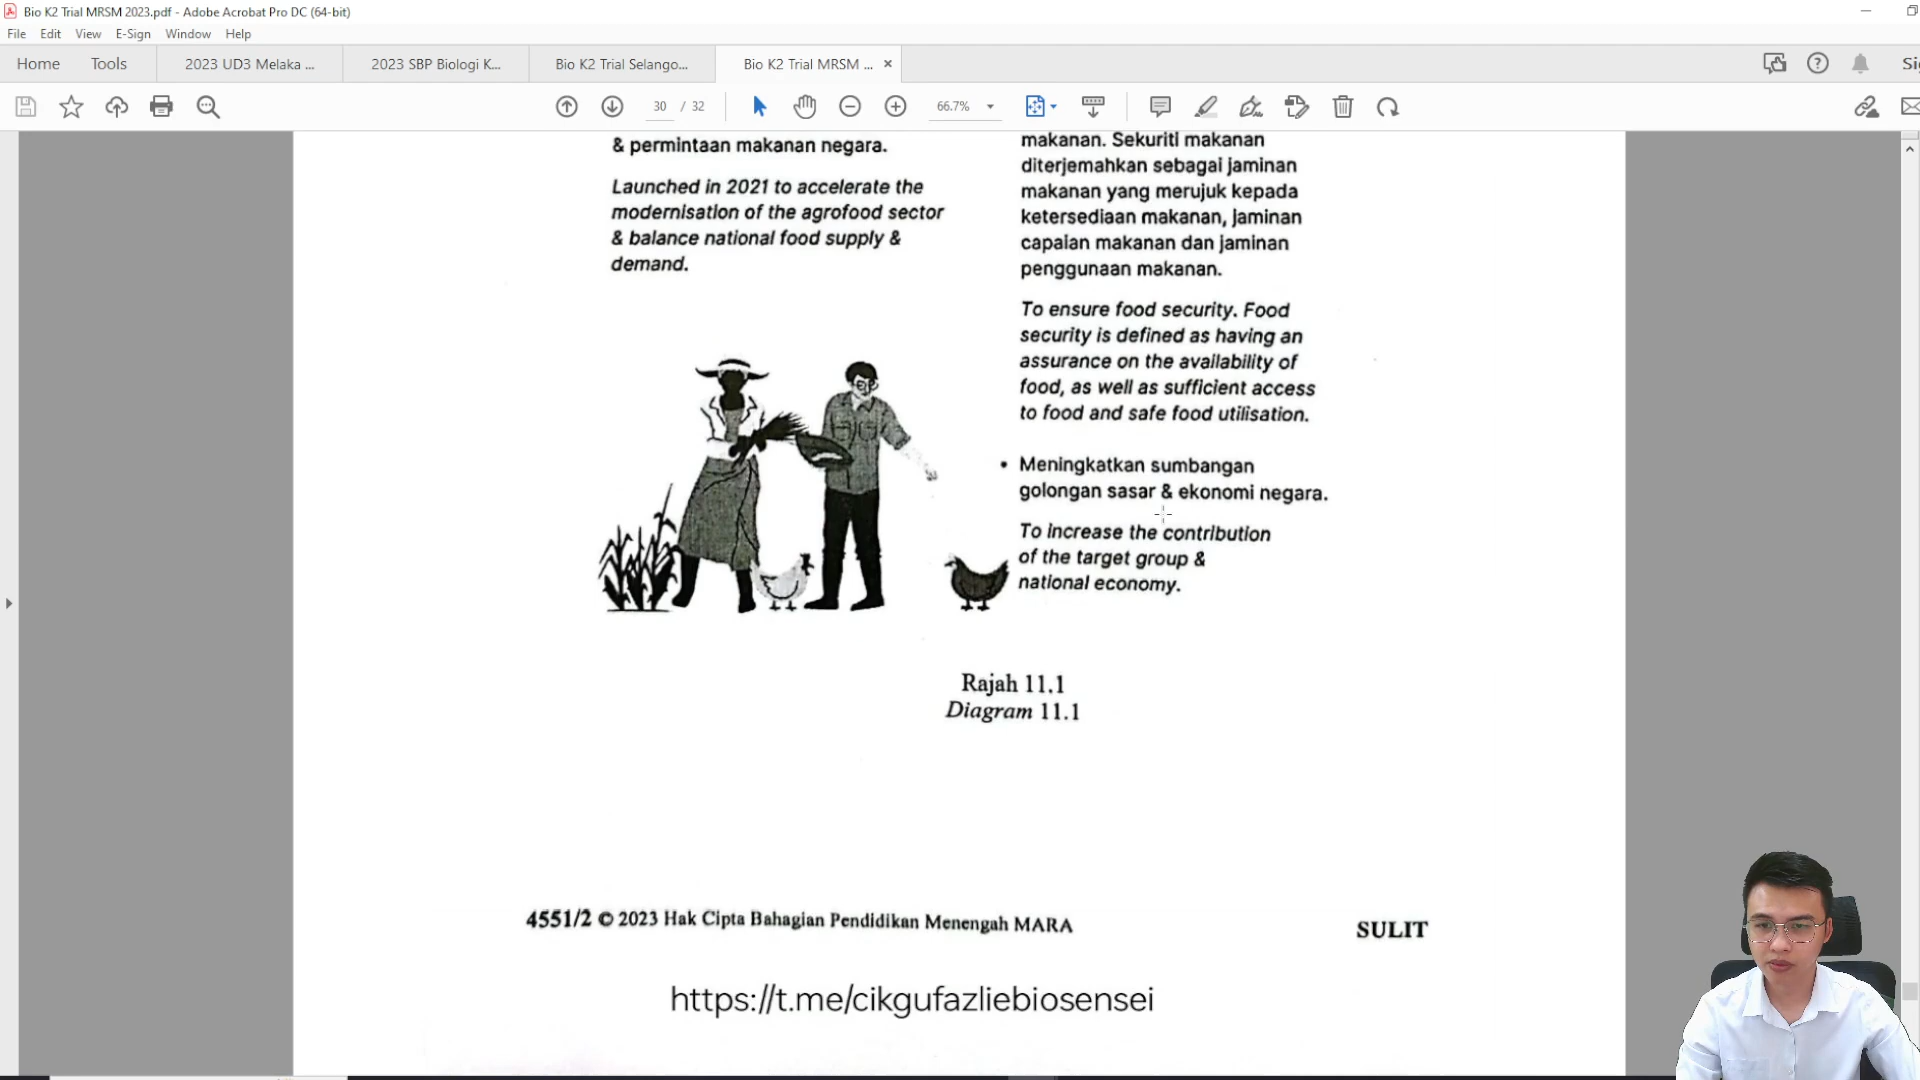 Bio K2 Trial MRSM 2023.pdf - Adobe Acrobat Pro DC (64-bit)
File Edit View E-Sign Window Help
Home Tools 2023 UD3 Melaka ... 2023 SBP Biologi K... Bio K2 Trial Selango... Bio K2 Trial MRSM ...
30 / 32 66.7%
& permintaan makanan negara.
Launched in 2021 to accelerate the
modernisation of the agrofood sector
& balance national food supply &
demand.
makanan. Sekuriti makanan
diterjemahkan sebagai jaminan
makanan yang merujuk kepada
ketersediaan makanan, jaminan
capaian makanan dan jaminan
penggunaan makanan.
To ensure food security. Food
security is defined as having an
assurance on the availability of
food, as well as sufficient access
to food and safe food utilisation.
• Meningkatkan sumbangan
golongan sasar & ekonomi negara.
To increase the contribution
of the target group &
national economy.
Rajah 11.1
Diagram 11.1
4551/2 © 2023 Hak Cipta Bahagian Pendidikan Menengah MARA SULIT
https://t.me/cikgufazliebiosensei